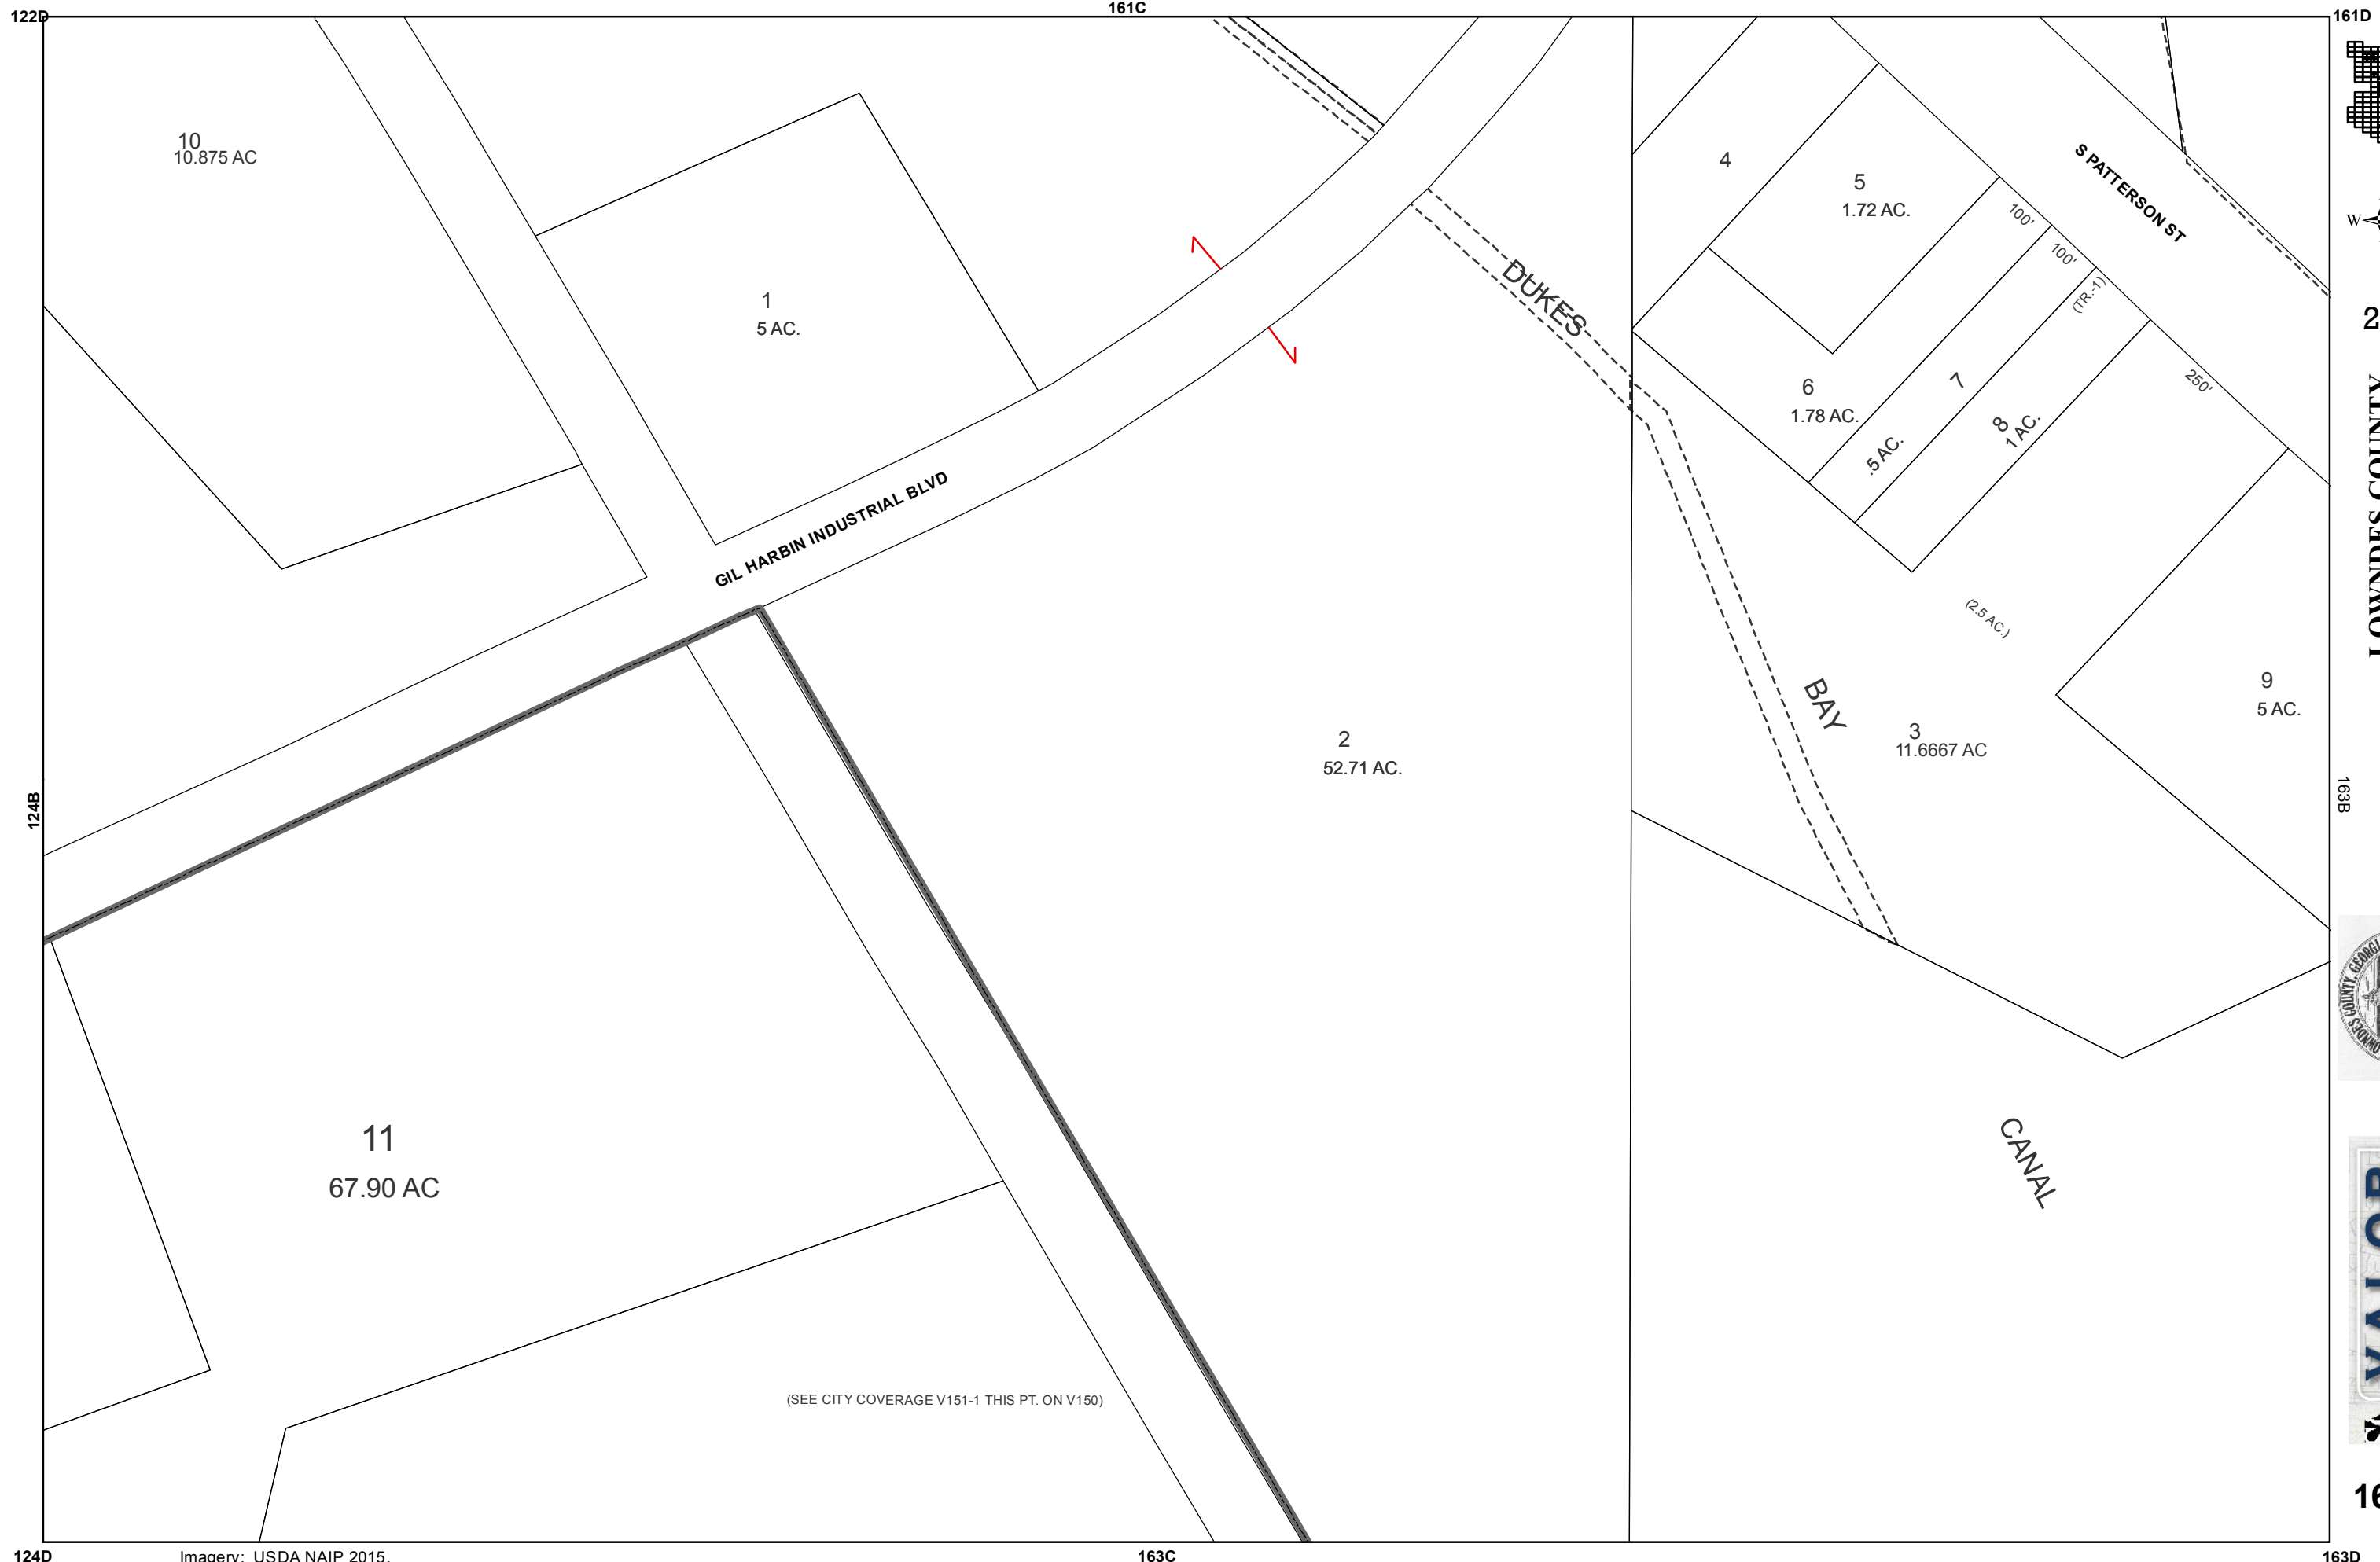 122D
161C
161D
10
10.875 AC
1
5 AC.
4
5
1.72 AC.
S PATTERSON ST
100'
100'
(TR.-1)
250'
W
DUKES
6
1.78 AC.
7
.5 AC.
8
1 AC.
GIL HARBIN INDUSTRIAL BLVD
(2.5 AC.)
9
5 AC.
2
52.71 AC.
BAY
3
11.6667 AC
124B
163B
CANAL
11
67.90 AC
(SEE CITY COVERAGE V151-1 THIS PT. ON V150)
124D
Imagery: USDA NAIP 2015.
163C
163D